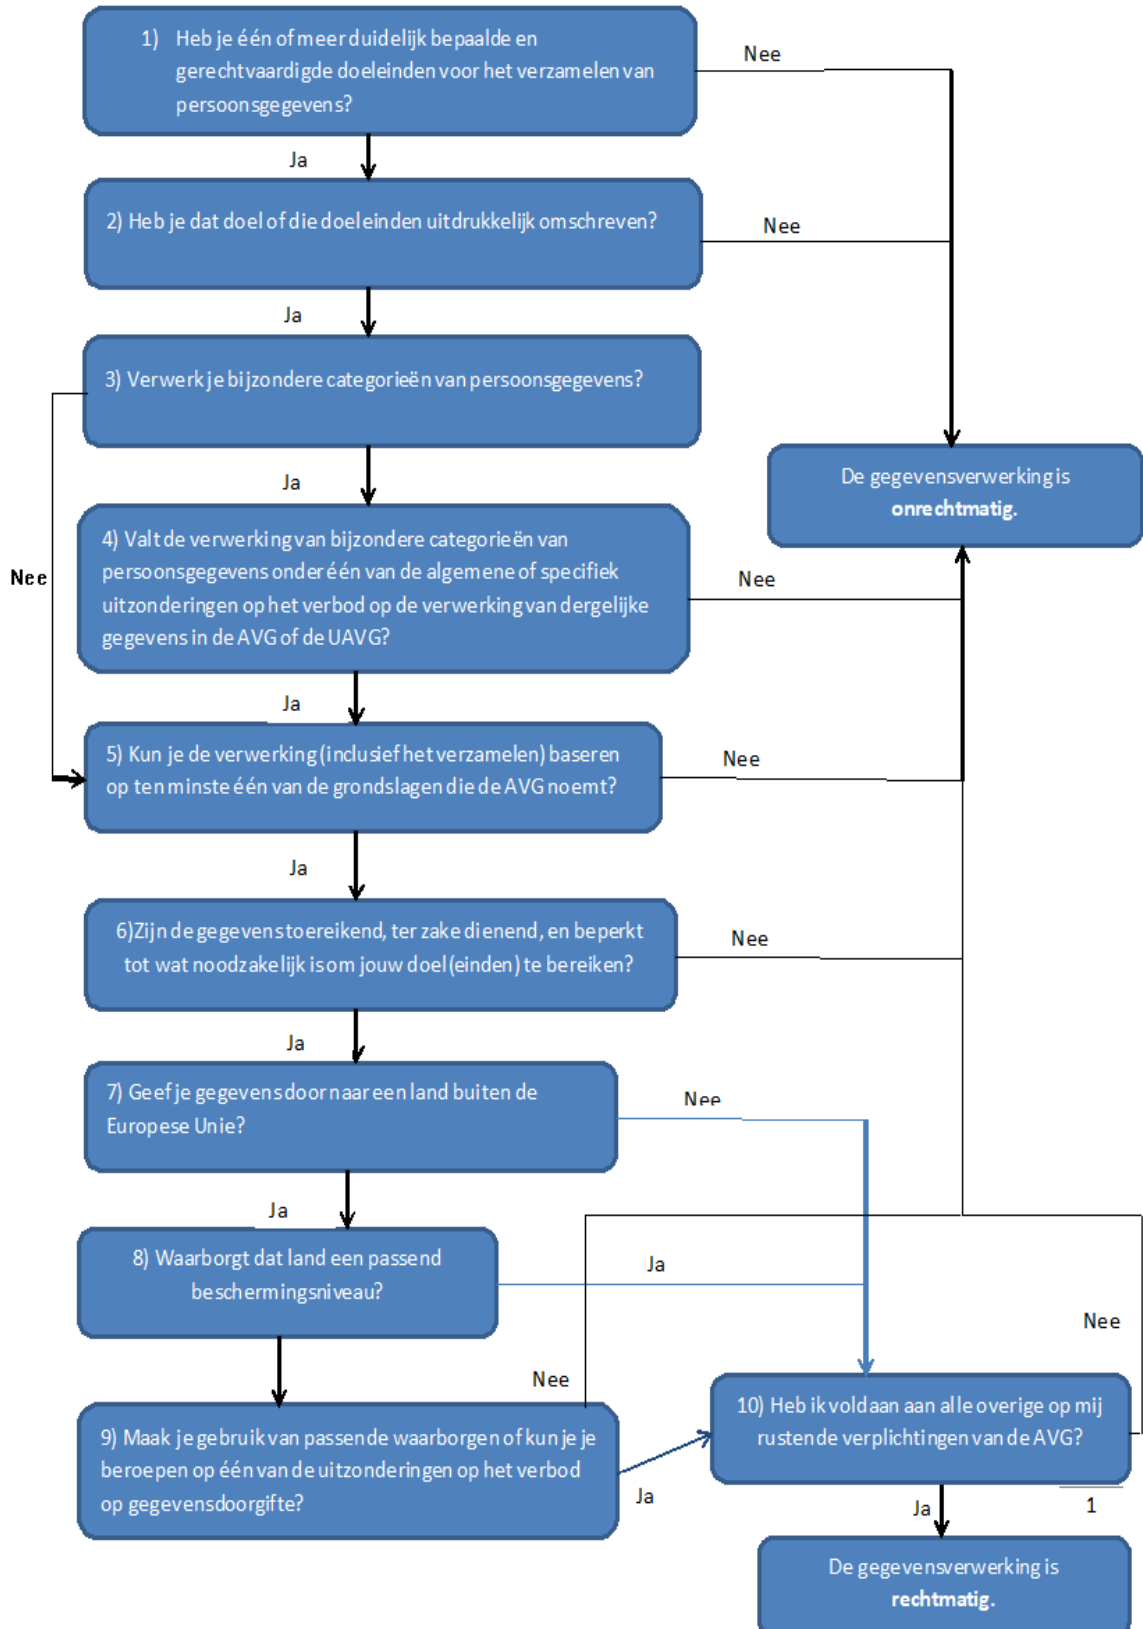 1) Heb je één of meer duidelijk bepaalde en
gerechtvaardigde doeleinden voor het verzamelen van
persoonsgegevens?
Nee
Ja
2) Heb je dat doel of die doeleinden uitdrukkelijk omschreven?
Nee
Ja
3) Verwerk je bijzondere categorieën van persoonsgegevens?
De gegevensverwerking is
onrechtmatig.
Ja
Nee
4) Valt de verwerking van bijzondere categorieën van
persoonsgegevens onder één van de algemene of specifiek
uitzonderingen op het verbod op de verwerking van dergelijke
gegevens in de AVG of de UAVG?
Nee
Ja
5) Kun je de verwerking (inclusief het verzamelen) baseren
op ten minste één van de grondslagen die de AVG noemt?
Nee
Ja
6)Zijn de gegevens toereikend, ter zake dienend, en beperkt
tot wat noodzakelijk is om jouw doel(einden) te bereiken?
Nee
Ja
7) Geef je gegevens door naar een land buiten de
Europese Unie?
Nee
Ja
8) Waarborgt dat land een passend
beschermingsniveau?
Ja
Nee
Nee
9) Maak je gebruik van passende waarborgen of kun je je
beroepen op één van de uitzonderingen op het verbod
op gegevensdoorgifte?
Ja
10) Heb ik voldaan aan alle overige op mij
rustende verplichtingen van de AVG?
1
Ja
De gegevensverwerking is
rechtmatig.